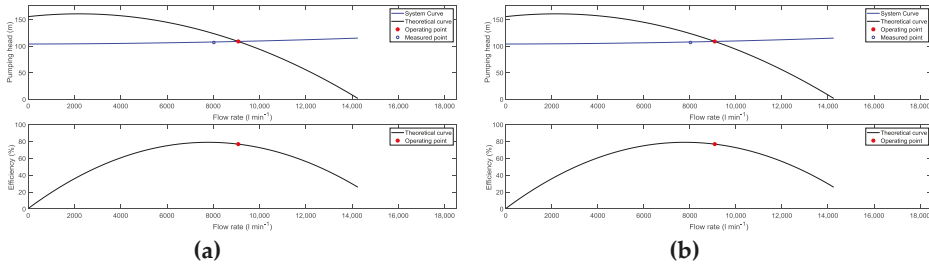 System Curve
Theoretical curve
Operating point
Measured point
Pumping head (m)
150
100
50
0
0 2000 4000 6000 8000 10,000 12,000 14,000 16,000 18,000
Flow rate (l min⁻¹)
Theoretical curve
Operating point
Efficiency (%)
100
80
60
40
20
0
0 2000 4000 6000 8000 10,000 12,000 14,000 16,000 18,000
Flow rate (l min⁻¹)
(a)
System Curve
Theoretical curve
Operating point
Measured point
Pumping head (m)
150
100
50
0
0 2000 4000 6000 8000 10,000 12,000 14,000 16,000 18,000
Flow rate (l min⁻¹)
Theoretical curve
Operating point
Efficiency (%)
100
80
60
40
20
0
0 2000 4000 6000 8000 10,000 12,000 14,000 16,000 18,000
Flow rate (l min⁻¹)
(b)